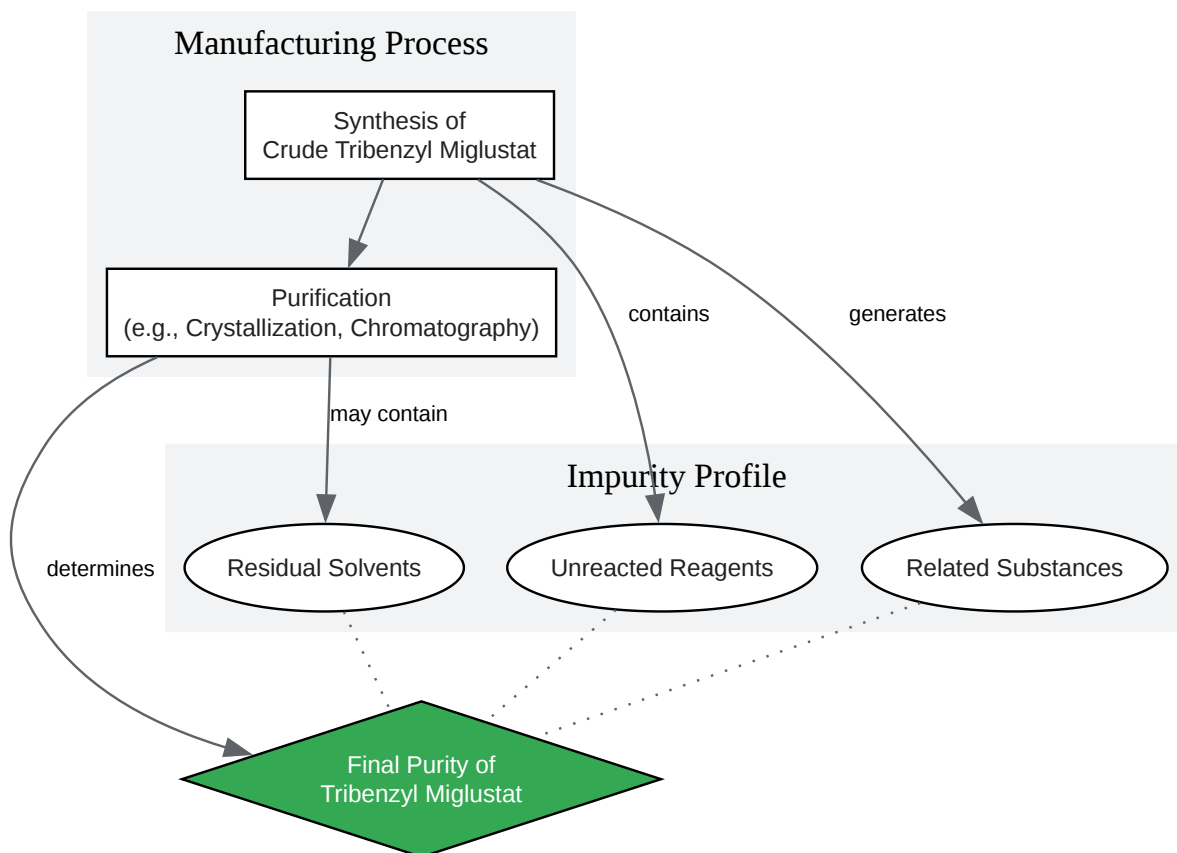 Manufacturing Process
Synthesis of
Crude Tribenzyl Miglustat
Purification
(e.g., Crystallization, Chromatography)
contains
generates
may contain
Impurity Profile
Residual Solvents
Unreacted Reagents
Related Substances
determines
Final Purity of
Tribenzyl Miglustat